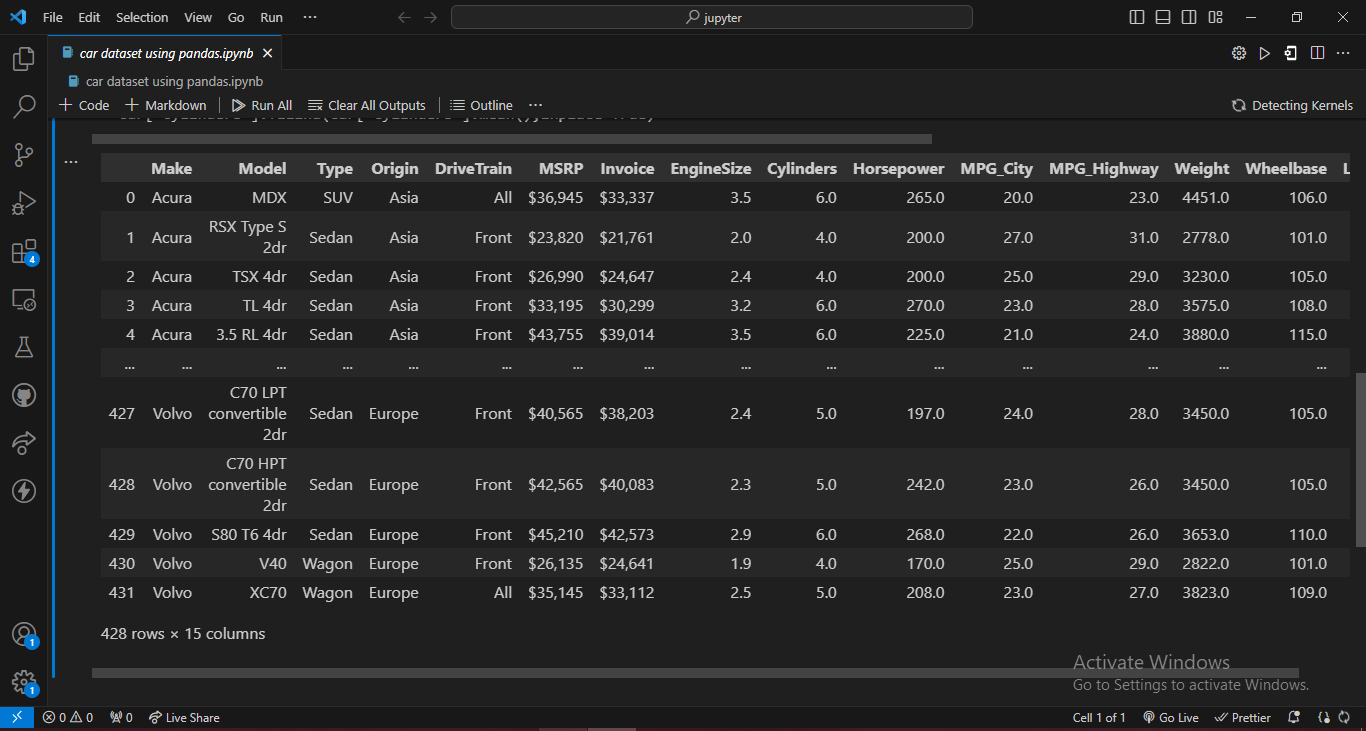 File Edit Selection View Go Run ···
jupyter
car dataset using pandas.ipynb
car dataset using pandas.ipynb
Code Markdown Run All Clear All Outputs Outline ··· Detecting Kernels
Make Model Type Origin DriveTrain MSRP Invoice EngineSize Cylinders Horsepower MPG_City MPG_Highway Weight Wheelbase L
0 Acura MDX SUV Asia All $36,945 $33,337 3.5 6.0 265.0 20.0 23.0 4451.0 106.0
1 Acura RSX Type S 2dr Sedan Asia Front $23,820 $21,761 2.0 4.0 200.0 27.0 31.0 2778.0 101.0
2 Acura TSX 4dr Sedan Asia Front $26,990 $24,647 2.4 4.0 200.0 25.0 29.0 3230.0 105.0
3 Acura TL 4dr Sedan Asia Front $33,195 $30,299 3.2 6.0 270.0 23.0 28.0 3575.0 108.0
4 Acura 3.5 RL 4dr Sedan Asia Front $43,755 $39,014 3.5 6.0 225.0 21.0 24.0 3880.0 115.0
... ... ... ... ... ... ... ... ... ... ... ... ... ... ...
427 Volvo C70 LPT convertible 2dr Sedan Europe Front $40,565 $38,203 2.4 5.0 197.0 24.0 28.0 3450.0 105.0
428 Volvo C70 HPT convertible 2dr Sedan Europe Front $42,565 $40,083 2.3 5.0 242.0 23.0 26.0 3450.0 105.0
429 Volvo S80 T6 4dr Sedan Europe Front $45,210 $42,573 2.9 6.0 268.0 22.0 26.0 3653.0 110.0
430 Volvo V40 Wagon Europe Front $26,135 $24,641 1.9 4.0 170.0 25.0 29.0 2822.0 101.0
431 Volvo XC70 Wagon Europe All $35,145 $33,112 2.5 5.0 208.0 23.0 27.0 3823.0 109.0
428 rows × 15 columns
4
1
1
Activate Windows
Go to Settings to activate Windows.
0 0 0 Live Share Cell 1 of 1 Go Live Prettier